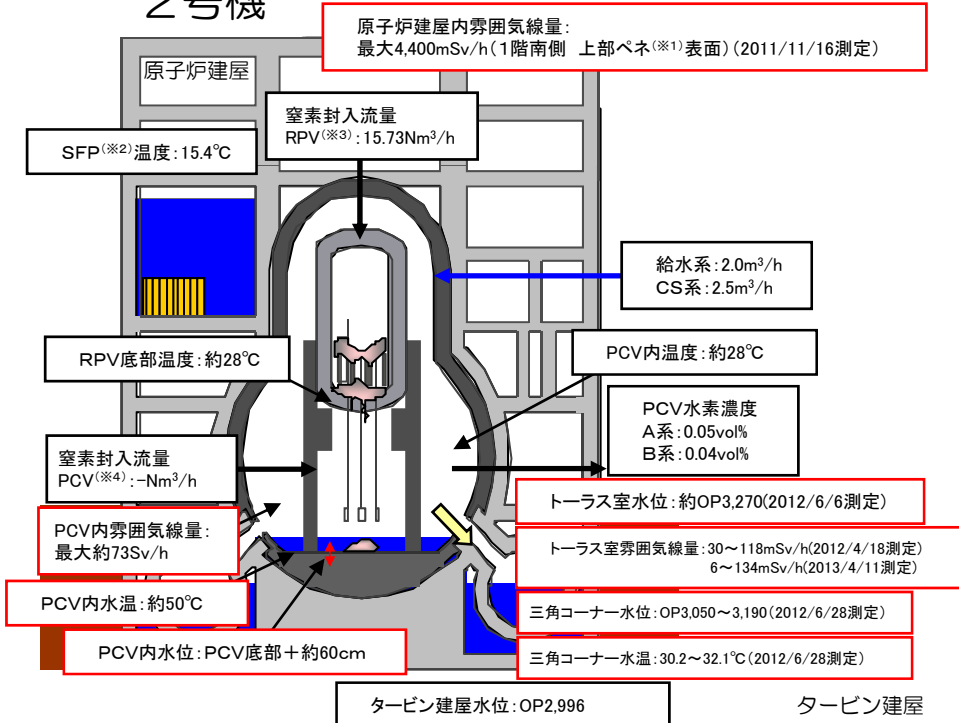 2号機
原子炉建屋内雰囲気線量:
最大4,400mSv/h(1階南側 上部ペネ(※1)表面)(2011/11/16測定)
原子炉建屋
窒素封入流量
RPV(※3):15.73Nm³/h
SFP(※2)温度:15.4℃
給水系:2.0m³/h
CS系:2.5m³/h
RPV底部温度:約28℃
PCV内温度:約28℃
PCV水素濃度
A系:0.05vol%
B系:0.04vol%
窒素封入流量
PCV(※4):-Nm³/h
トーラス室水位:約OP3,270(2012/6/6測定)
PCV内雰囲気線量:
最大約73Sv/h
トーラス室雰囲気線量:30~118mSv/h(2012/4/18測定)
6~134mSv/h(2013/4/11測定)
PCV内水温:約50℃
三角コーナー水位:OP3,050~3,190(2012/6/28測定)
PCV内水位:PCV底部+約60cm
三角コーナー水温:30.2~32.1℃(2012/6/28測定)
タービン建屋水位:OP2,996
タービン建屋